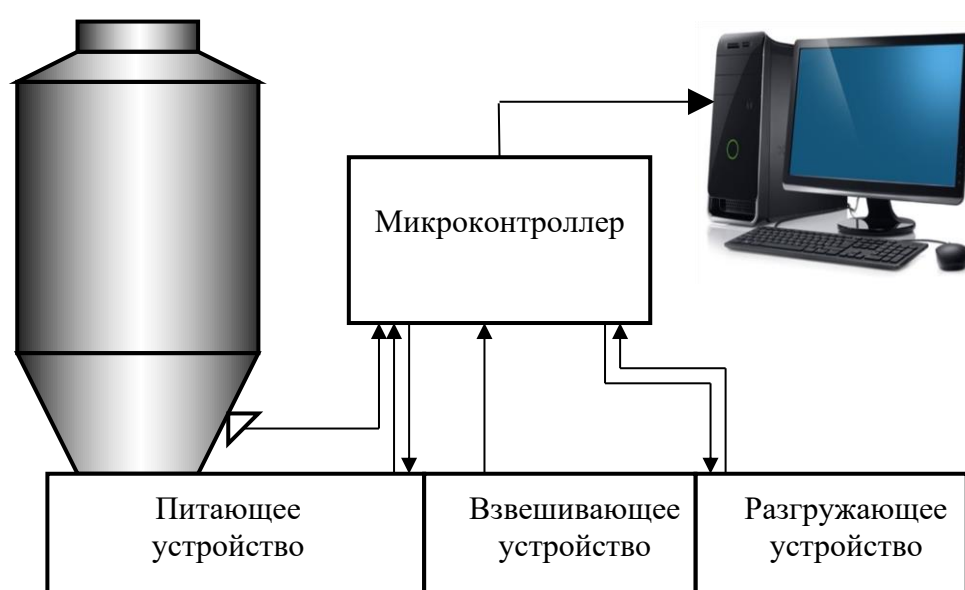 Микроконтроллер
Питающее
устройство
Взвешивающее
устройство
Разгружающее
устройство